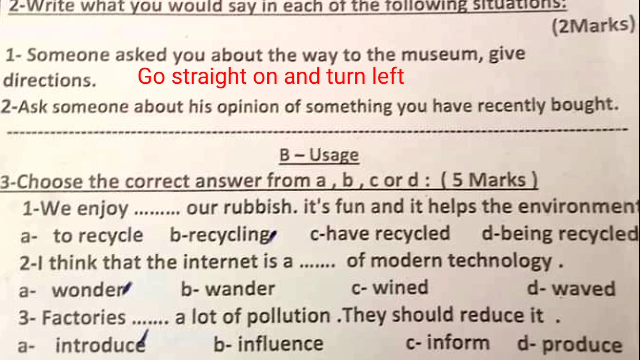 2-Write what you would say in each of the following situations:
(2Marks)
1- Someone asked you about the way to the museum, give
directions. Go straight on and turn left
2-Ask someone about his opinion of something you have recently bought.
B – Usage
3-Choose the correct answer from a , b , c or d : ( 5 Marks )
1-We enjoy ......... our rubbish. it's fun and it helps the environment
a- to recycle b-recycling c-have recycled d-being recycled
2-I think that the internet is a ....... of modern technology .
a- wonder b- wander c- wined d- waved
3- Factories ....... a lot of pollution .They should reduce it .
a- introduce b- influence c- inform d- produce